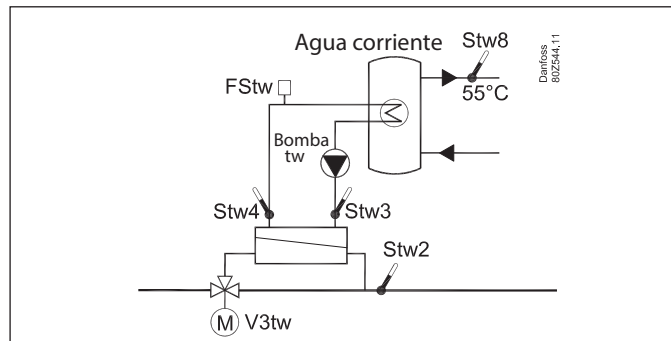 Agua corriente
Stw8
Danfoss
80Z544.11
FStw
55°C
Bomba
tw
Stw4
Stw3
Stw2
M
V3tw